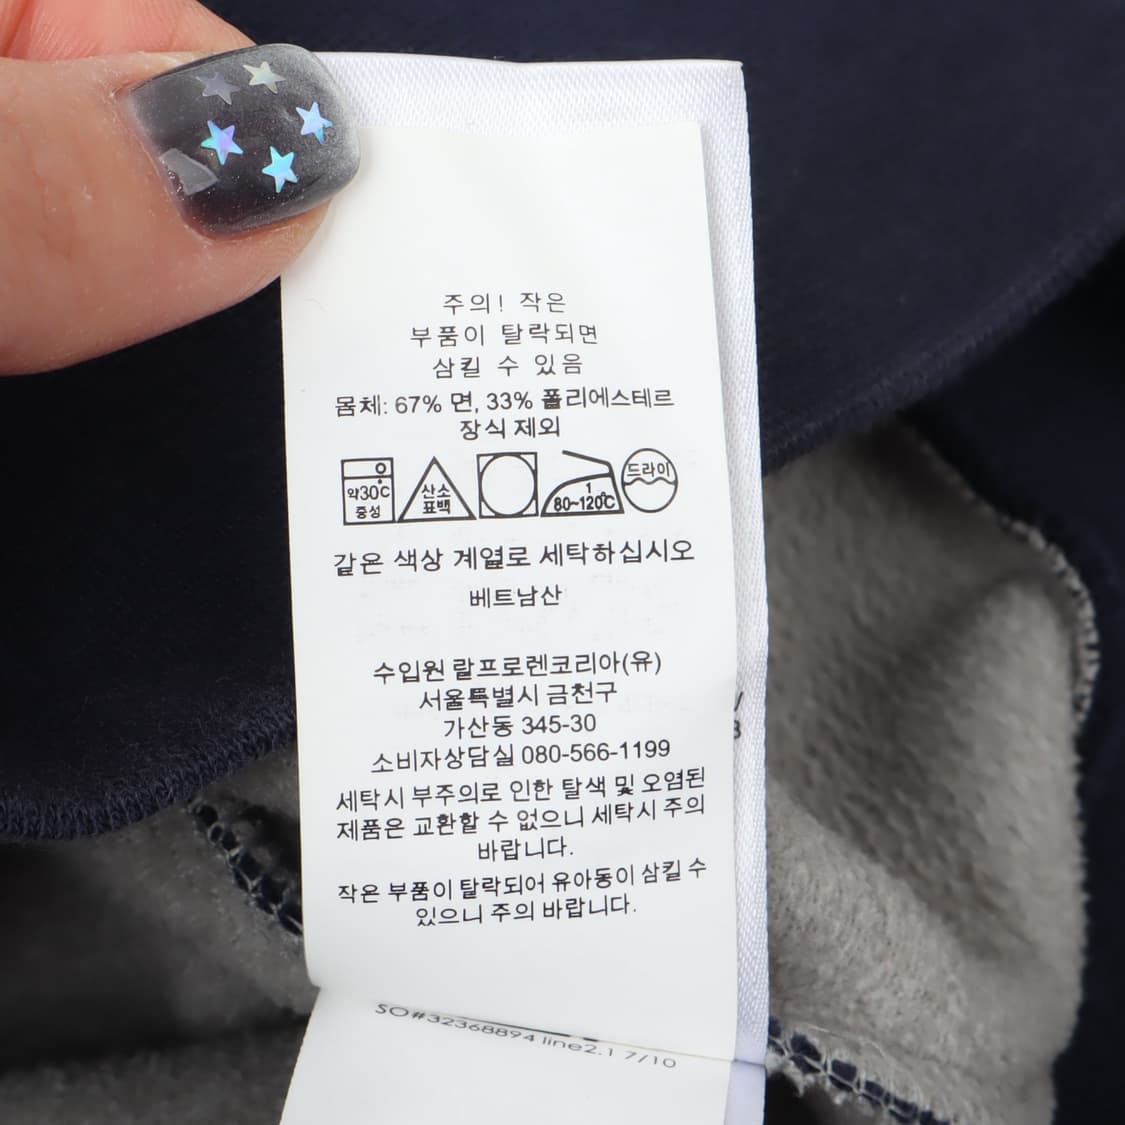 주의! 작은
부품이 탈락되면
삼킬 수 있음
몸체: 67% 면, 33% 폴리에스테르
장식 제외
약30℃
중성
산소
표백
1
80~120℃
드라이
같은 색상 계열로 세탁하십시오
베트남산
수입원 랄프로렌코리아(유)
서울특별시 금천구
가산동 345-30
소비자상담실 080-566-1199
세탁시 부주의로 인한 탈색 및 오염된
제품은 교환할 수 없으니 세탁시 주의
바랍니다.
작은 부품이 탈락되어 유아동이 삼킬 수
있으니 주의 바랍니다.
SO#32368894 line2.1 7/10